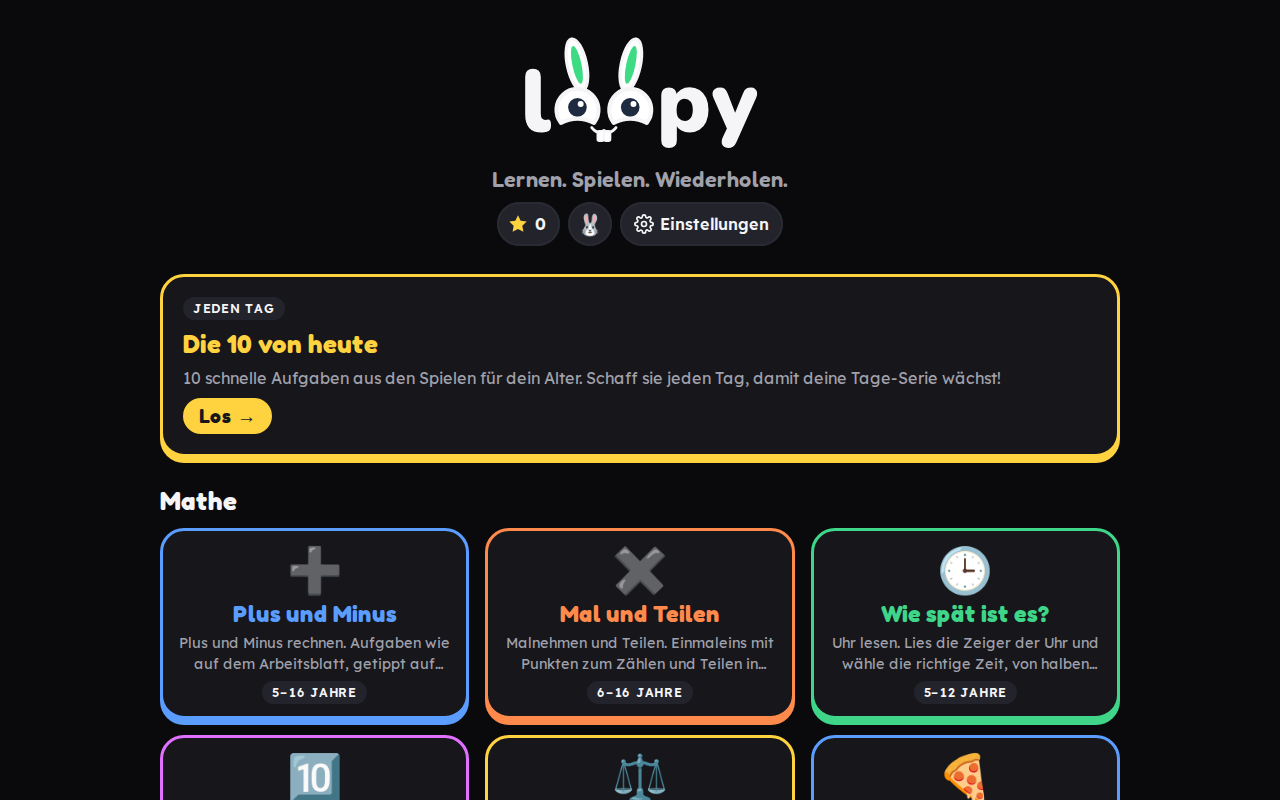 loopy
Lernen. Spielen. Wiederholen.
0
Einstellungen
JEDEN TAG
Die 10 von heute
10 schnelle Aufgaben aus den Spielen für dein Alter. Schaff sie jeden Tag, damit deine Tage-Serie wächst!
Los →
Mathe
Plus und Minus
Plus und Minus rechnen. Aufgaben wie
auf dem Arbeitsblatt, getippt auf…
5–16 JAHRE
Mal und Teilen
Malnehmen und Teilen. Einmaleins mit
Punkten zum Zählen und Teilen in…
6–16 JAHRE
Wie spät ist es?
Uhr lesen. Lies die Zeiger der Uhr und
wähle die richtige Zeit, von halben…
5–12 JAHRE
10